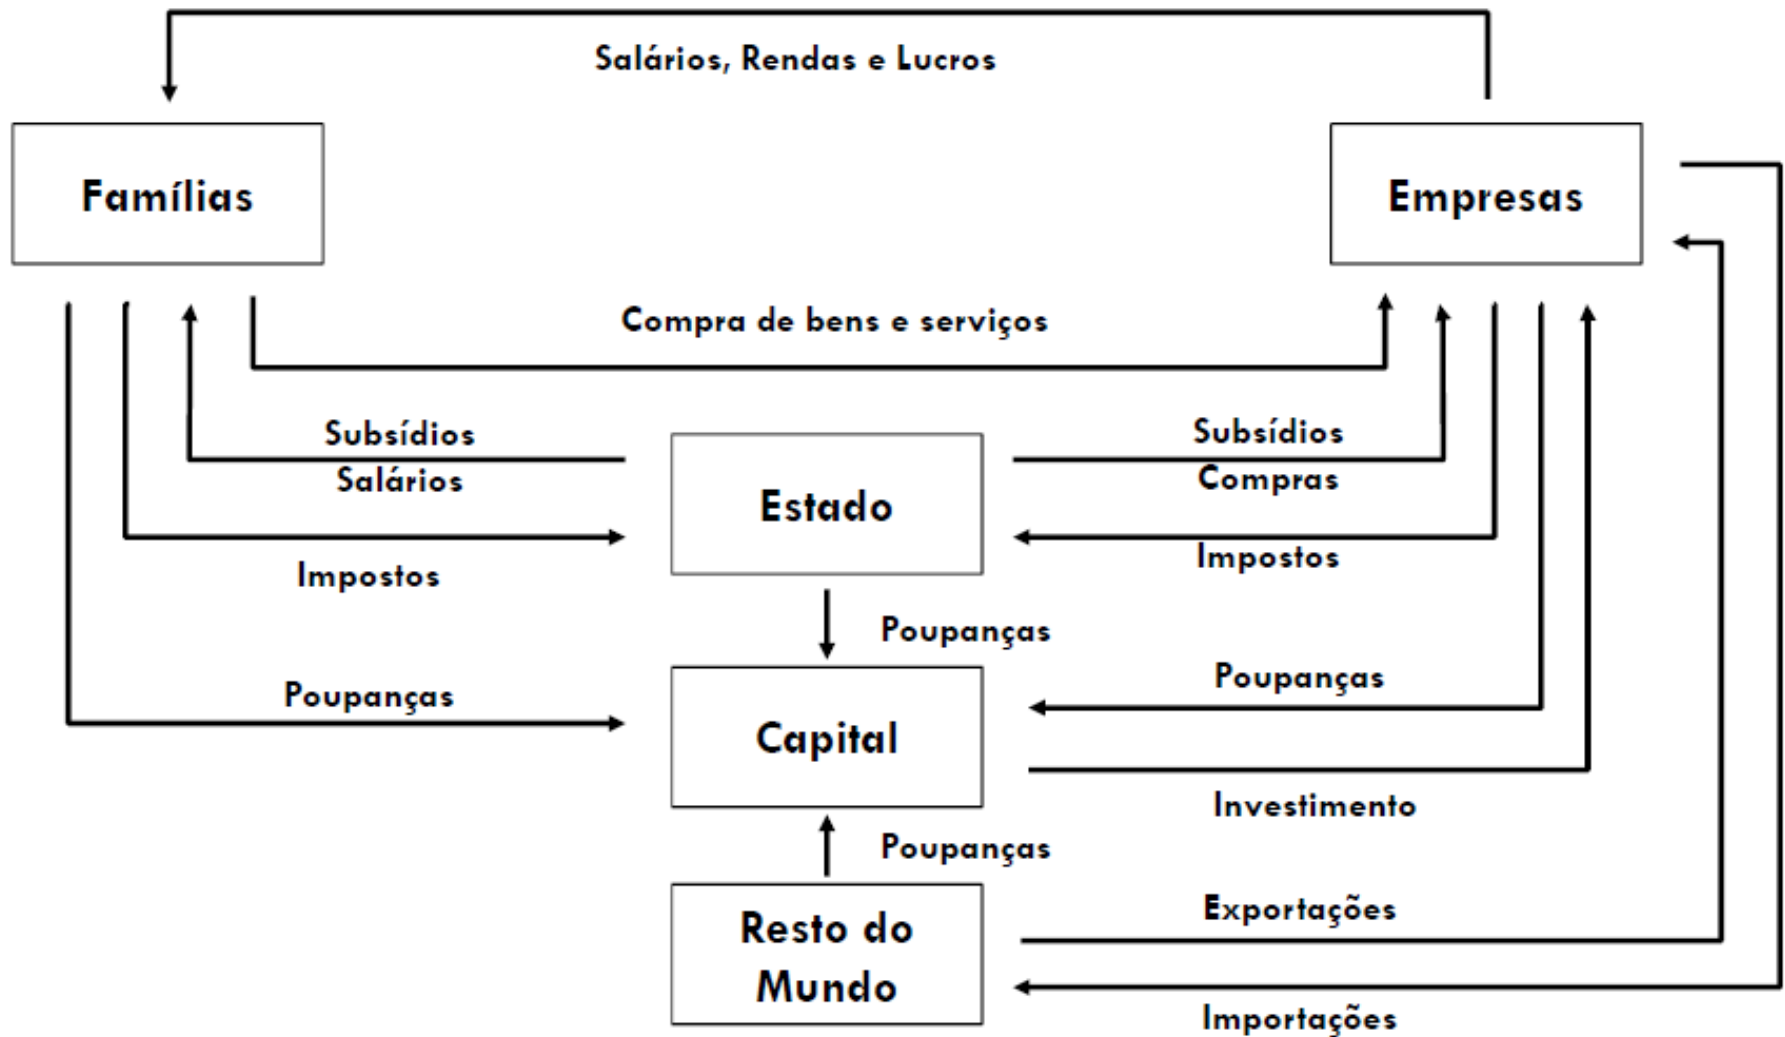 Salários, Rendas e Lucros
Famílias
Empresas
Compra de bens e serviços
Subsídios
Salários
Estado
Subsídios
Compras
Impostos
Impostos
Poupanças
Poupanças
Capital
Poupanças
Investimento
Poupanças
Resto do
Mundo
Exportações
Importações